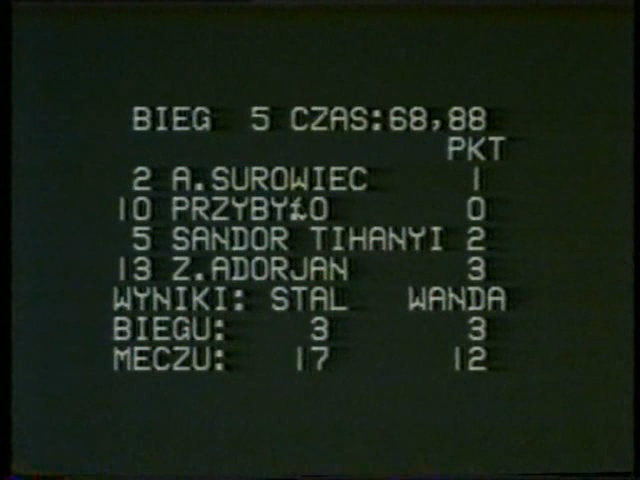 BIEG 5 CZAS:68,88
PKT
2 A.SUROWIEC 1
10 PRZYBYŁO 0
5 SANDOR TIHANYI 2
13 Z.ADORJAN 3
WYNIKI: STAL WANDA
BIEGU: 3 3
MECZU: 17 12